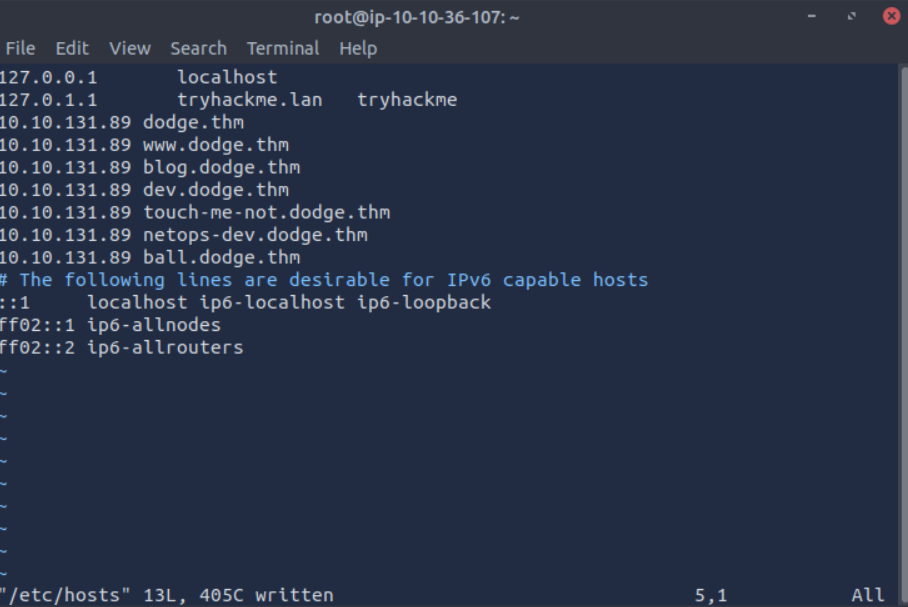 root@ip-10-10-36-107: ~
File Edit View Search Terminal Help
127.0.0.1 localhost
127.0.1.1 tryhackme.lan tryhackme
10.10.131.89 dodge.thm
10.10.131.89 www.dodge.thm
10.10.131.89 blog.dodge.thm
10.10.131.89 dev.dodge.thm
10.10.131.89 touch-me-not.dodge.thm
10.10.131.89 netops-dev.dodge.thm
10.10.131.89 ball.dodge.thm
# The following lines are desirable for IPv6 capable hosts
::1 localhost ip6-localhost ip6-loopback
ff02::1 ip6-allnodes
ff02::2 ip6-allrouters
~
~
~
~
~
~
~
~
~
~
"/etc/hosts" 13L, 405C written 5,1 All